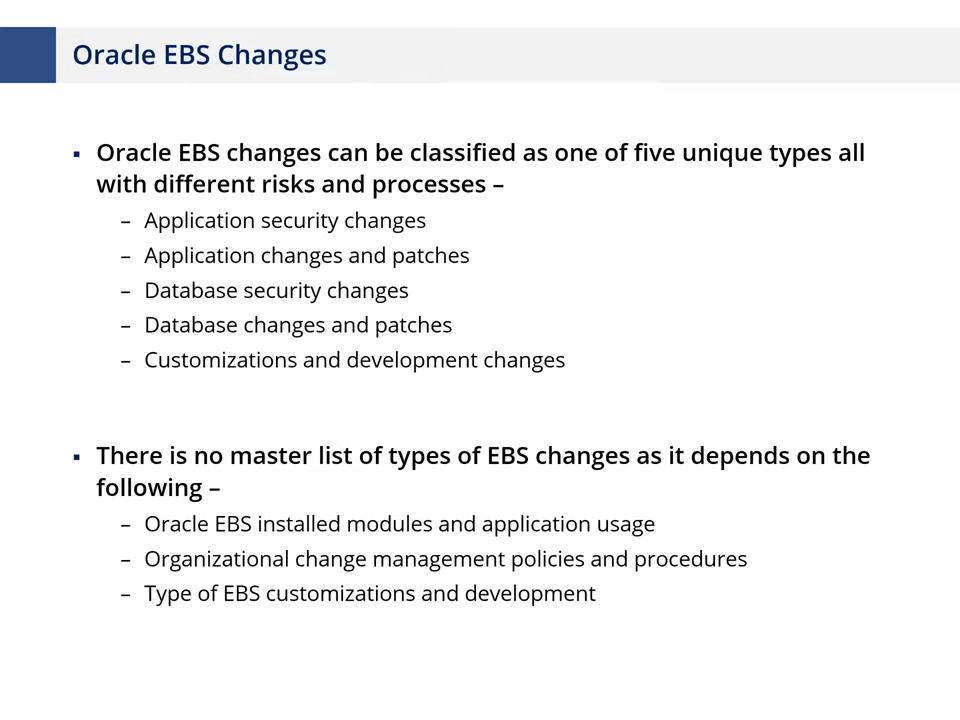 Oracle EBS Changes
▪ Oracle EBS changes can be classified as one of five unique types all
with different risks and processes –
– Application security changes
– Application changes and patches
– Database security changes
– Database changes and patches
– Customizations and development changes
▪ There is no master list of types of EBS changes as it depends on the
following –
– Oracle EBS installed modules and application usage
– Organizational change management policies and procedures
– Type of EBS customizations and development